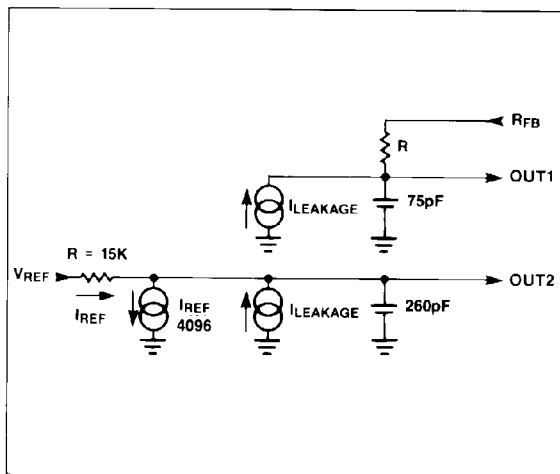 RFB
R
OUT1
ILEAKAGE
75pF
R = 15K
VREF
OUT2
IREF
IREF
4096
ILEAKAGE
260pF